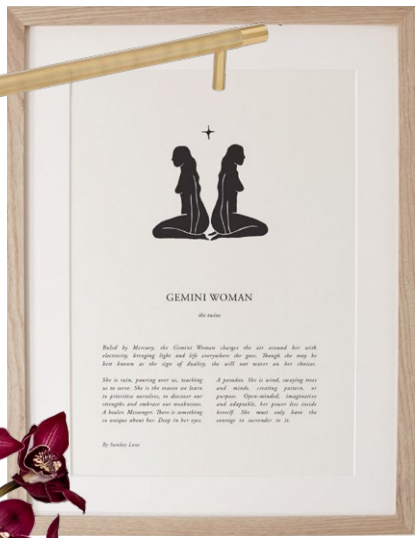 GEMINI WOMAN
the twins
Ruled by Mercury, the Gemini Woman charges the air around her with
electricity, bringing light and life everywhere she goes. Though she may be
best known as the sign of duality, she will not waver on her choices.
She is rain, pouring over us, teaching
us to serve. She is the reason we learn
to prioritise ourselves, to discover our
strengths and embrace our weaknesses.
A healer. Messenger. There is something
so unique about her. Deep in her eyes.
A paradox. She is wind, swaying trees
and minds, creating pattern, or
purpose. Open-minded, imaginative
and adaptable, her power lies inside
herself. She must only have the
courage to surrender to it.
By Sunday Lane